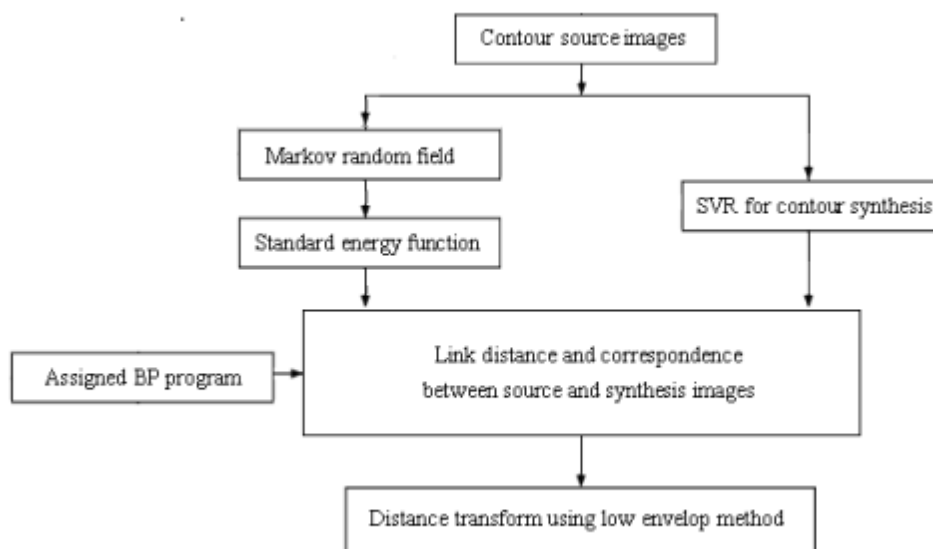 Contour source images
Markov random field
SVR for contour synthesis
Standard energy function
Link distance and correspondence
between source and synthesis images
Assigned BP program
Distance transform using low envelop method